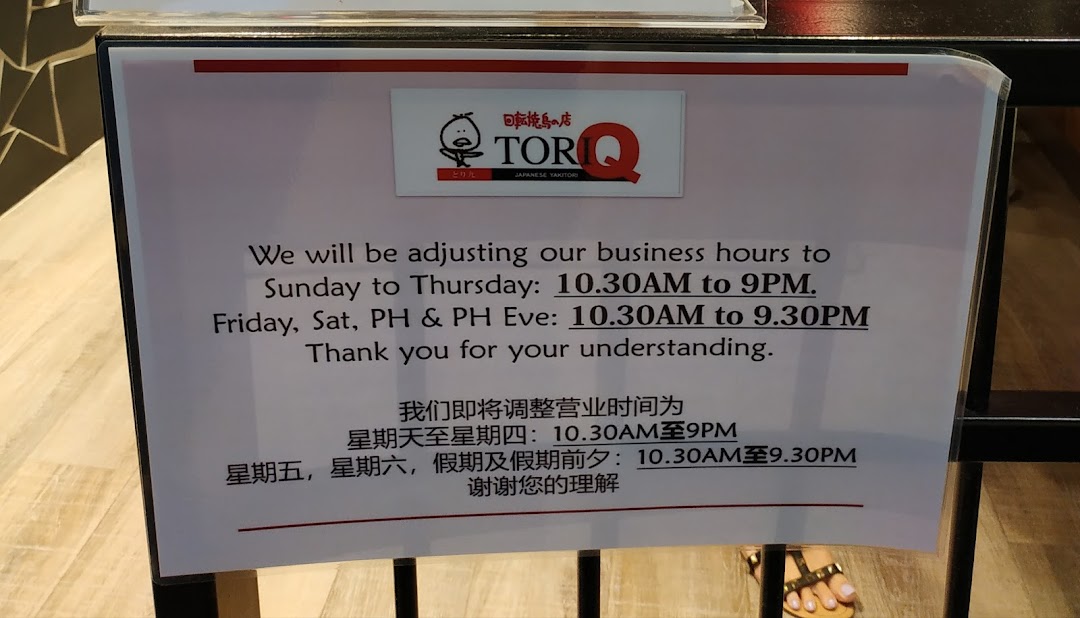 回転焼鳥の店
TORIQ
とり九 JAPANESE YAKITORI
We will be adjusting our business hours to
Sunday to Thursday: 10.30AM to 9PM.
Friday, Sat, PH & PH Eve: 10.30AM to 9.30PM
Thank you for your understanding.
我们即将调整营业时间为
星期天至星期四：10.30AM至9PM
星期五，星期六，假期及假期前夕：10.30AM至9.30PM
谢谢您的理解